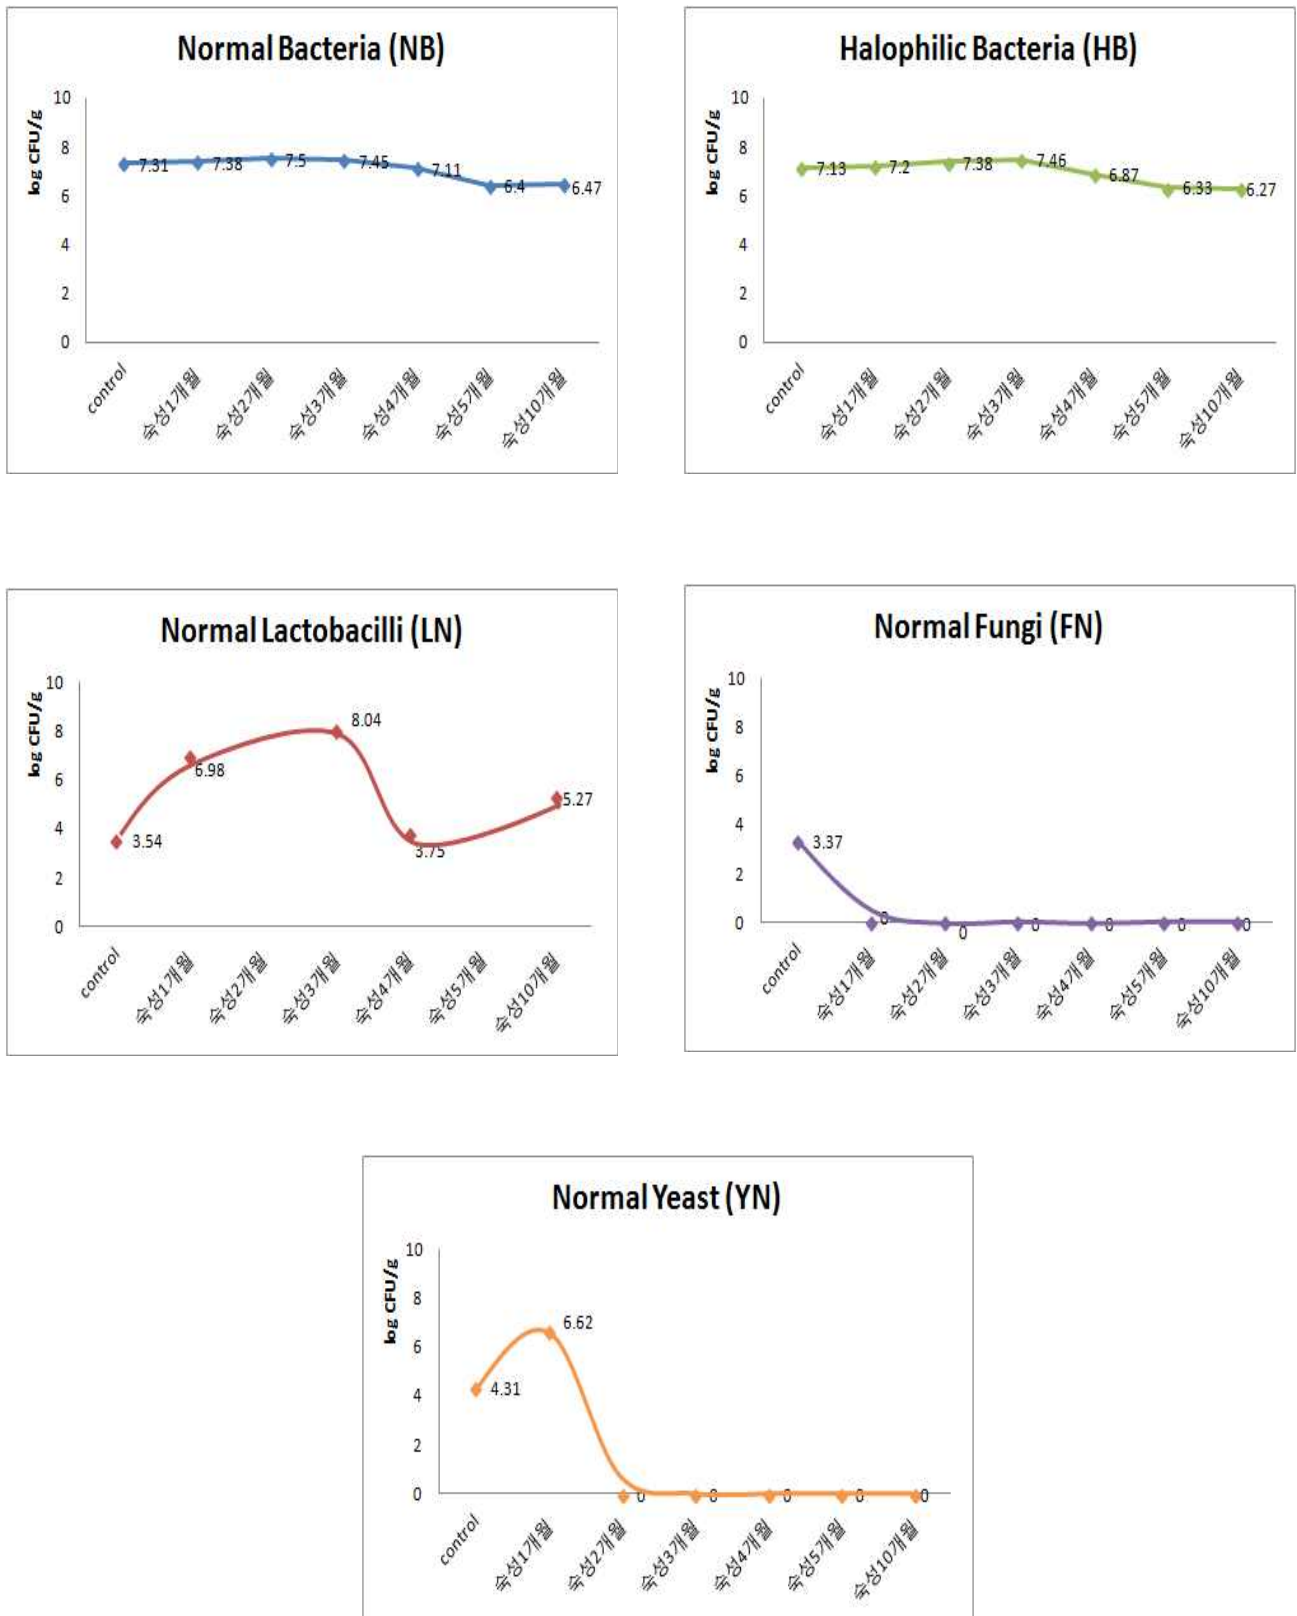 Normal Bacteria (NB)
log CFU/g
10
8
6
4
2
0
7.31
7.38
7.5
7.45
7.11
6.4
6.47
control
숙성1개월
숙성2개월
숙성3개월
숙성4개월
숙성5개월
숙성10개월
Halophilic Bacteria (HB)
log CFU/g
10
8
6
4
2
0
7.13
7.2
7.38
7.46
6.87
6.33
6.27
control
숙성1개월
숙성2개월
숙성3개월
숙성4개월
숙성5개월
숙성10개월
Normal Lactobacilli (LN)
log CFU/g
10
8
6
4
2
0
3.54
6.98
8.04
3.75
5.27
control
숙성1개월
숙성2개월
숙성3개월
숙성4개월
숙성5개월
숙성10개월
Normal Fungi (FN)
log CFU/g
10
8
6
4
2
0
3.37
0
0
0
0
0
0
control
숙성1개월
숙성2개월
숙성3개월
숙성4개월
숙성5개월
숙성10개월
Normal Yeast (YN)
log CFU/g
10
8
6
4
2
0
4.31
6.62
0
0
0
0
0
control
숙성1개월
숙성2개월
숙성3개월
숙성4개월
숙성5개월
숙성10개월